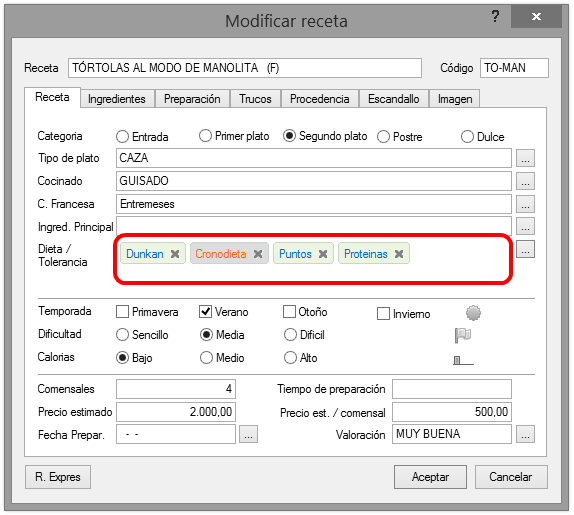 Modificar receta ?
Receta TÓRTOLAS AL MODO DE MANOLITA (F) Código TO-MAN
Receta Ingredientes Preparación Trucos Procedencia Escandallo Imagen
Categoria Entrada Primer plato Segundo plato Postre Dulce
Tipo de plato CAZA ...
Cocinado GUISADO ...
C. Francesa Entremeses ...
Ingred. Principal ...
Dieta / Tolerancia Dunkan Cronodieta Puntos Proteinas ...
Temporada Primavera Verano Otoño Invierno
Dificultad Sencillo Media Dificil
Calorias Bajo Medio Alto
Comensales 4 Tiempo de preparación
Precio estimado 2.000,00 Precio est. / comensal 500,00
Fecha Prepar. - - ... Valoración MUY BUENA ...
R. Expres Aceptar Cancelar